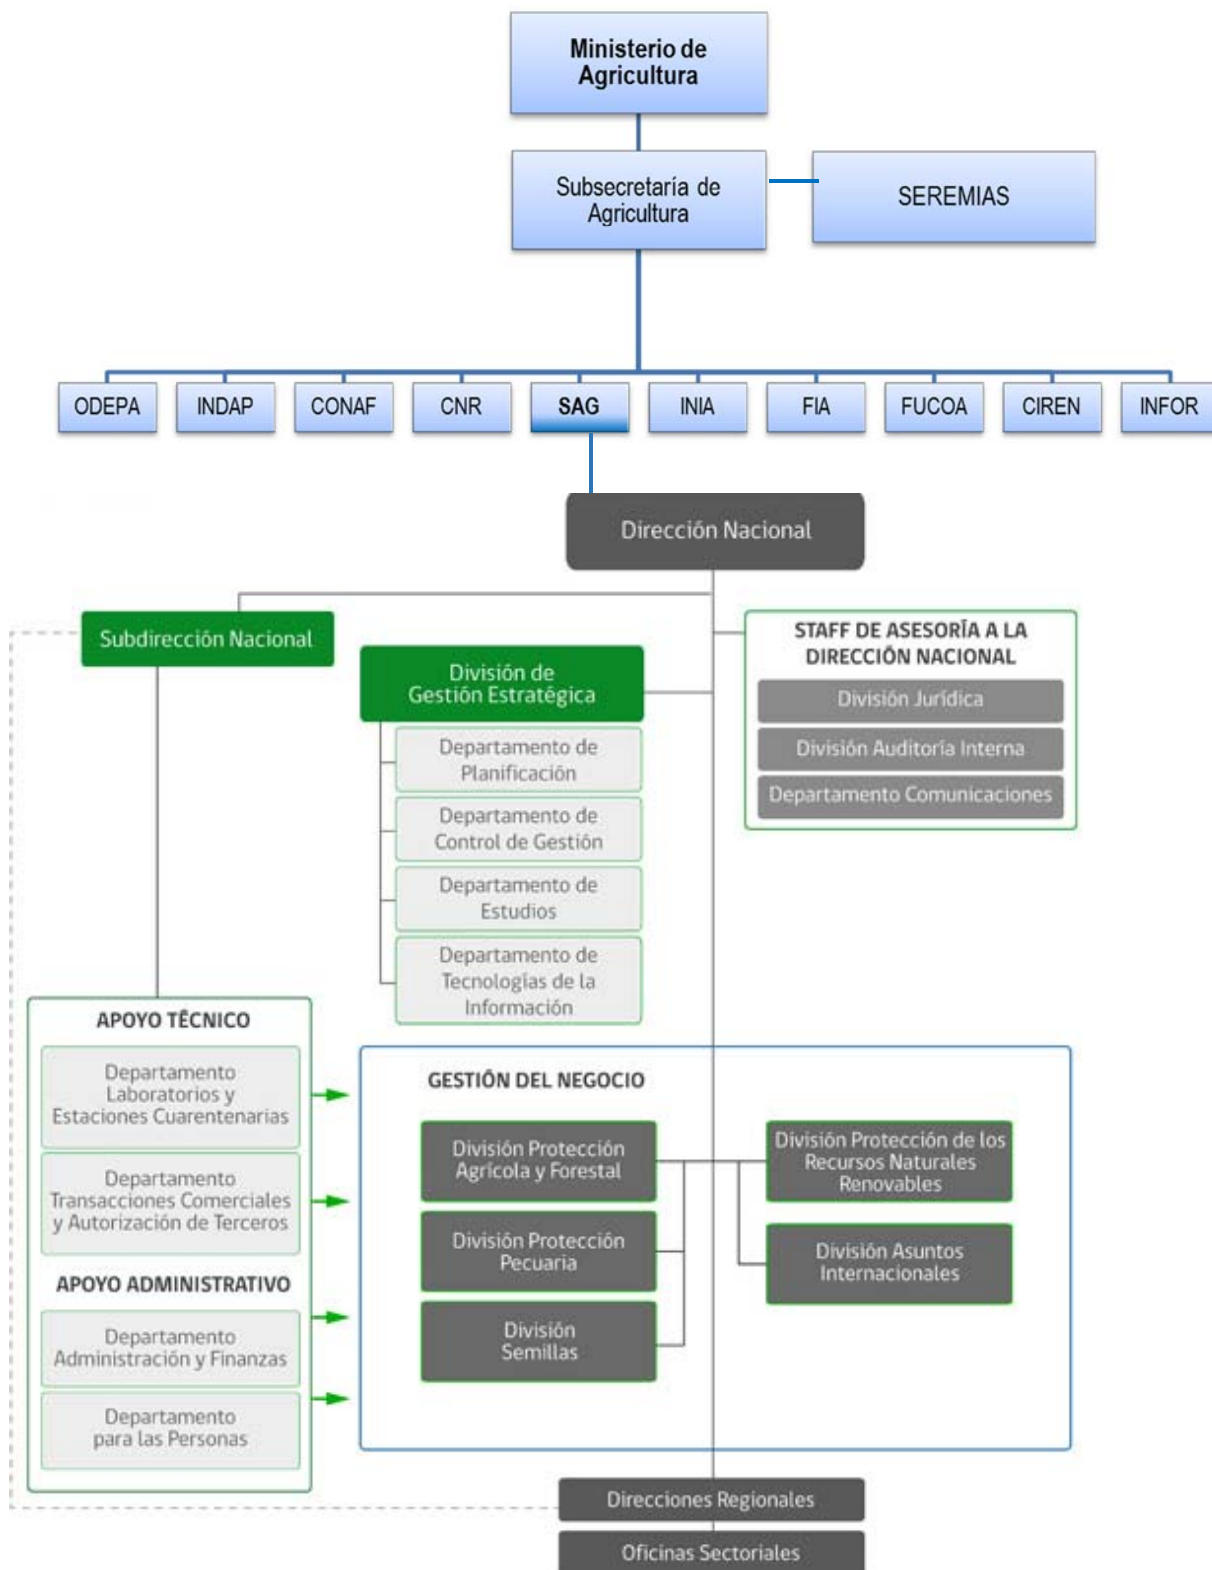 Ministerio de
Agricultura
Subsecretaría de
Agricultura
SEREMIAS
ODEPA
INDAP
CONAF
CNR
SAG
INIA
FIA
FUCOA
CIREN
INFOR
Dirección Nacional
Subdirección Nacional
División de
Gestión Estratégica
Departamento de
Planificación
Departamento de
Control de Gestión
Departamento de
Estudios
Departamento de
Tecnologías de la
Información
STAFF DE ASESORÍA A LA
DIRECCIÓN NACIONAL
División Jurídica
División Auditoría Interna
Departamento Comunicaciones
APOYO TÉCNICO
Departamento
Laboratorios y
Estaciones Cuarentenarias
Departamento
Transacciones Comerciales
y Autorización de Terceros
APOYO ADMINISTRATIVO
Departamento
Administración y Finanzas
Departamento
para las Personas
GESTIÓN DEL NEGOCIO
División Protección
Agrícola y Forestal
División Protección
Pecuaria
División
Semillas
División Protección de los
Recursos Naturales
Renovables
División Asuntos
Internacionales
Direcciones Regionales
Oficinas Sectoriales